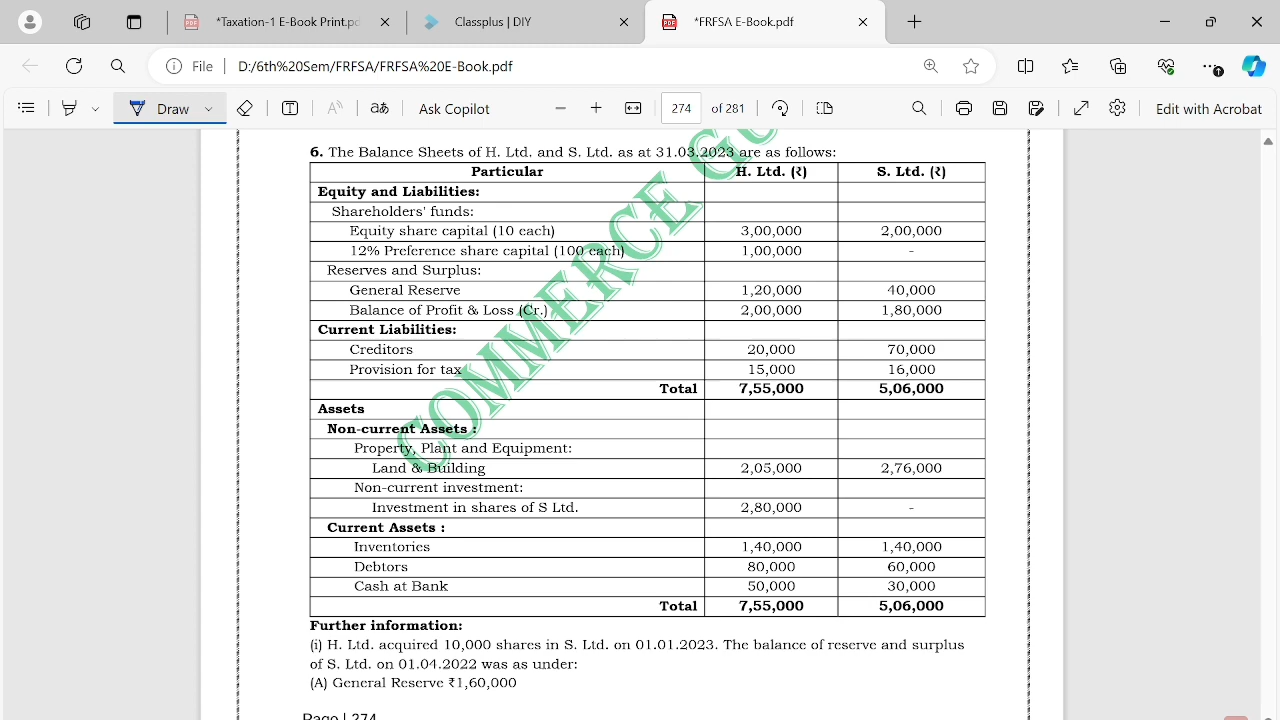 *Taxation-1 E-Book Print.pd
Classplus | DIY
*FRFSA E-Book.pdf
File | D:/6th%20Sem/FRFSA/FRFSA%20E-Book.pdf
Draw
Ask Copilot
274 of 281
Edit with Acrobat
6. The Balance Sheets of H. Ltd. and S. Ltd. as at 31.03.2023 are as follows:
Particular H. Ltd. (₹) S. Ltd. (₹)
Equity and Liabilities:
Shareholders' funds:
Equity share capital (10 each) 3,00,000 2,00,000
12% Preference share capital (100 each) 1,00,000 -
Reserves and Surplus:
General Reserve 1,20,000 40,000
Balance of Profit & Loss (Cr.) 2,00,000 1,80,000
Current Liabilities:
Creditors 20,000 70,000
Provision for tax 15,000 16,000
Total 7,55,000 5,06,000
Assets
Non-current Assets :
Property, Plant and Equipment:
Land & Building 2,05,000 2,76,000
Non-current investment:
Investment in shares of S Ltd. 2,80,000 -
Current Assets :
Inventories 1,40,000 1,40,000
Debtors 80,000 60,000
Cash at Bank 50,000 30,000
Total 7,55,000 5,06,000
Further information:
(i) H. Ltd. acquired 10,000 shares in S. Ltd. on 01.01.2023. The balance of reserve and surplus
of S. Ltd. on 01.04.2022 was as under:
(A) General Reserve ₹1,60,000
Page | 274
COMMERCE